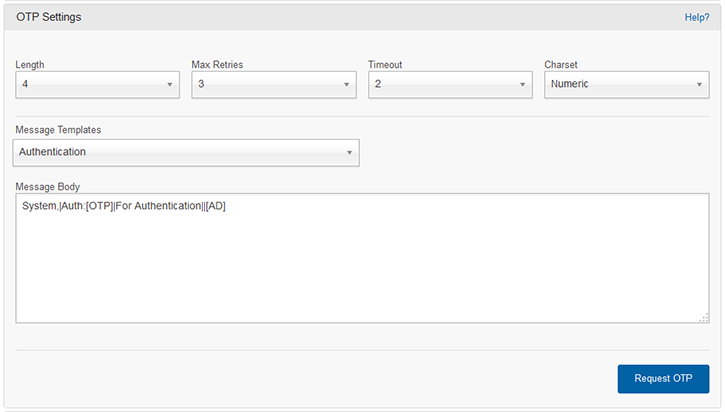 OTP Settings Help?
Length Max Retries Timeout Charset
4 3 2 Numeric
Message Templates
Authentication
Message Body
System,|Auth:[OTP]|For Authentication||[AD]
Request OTP